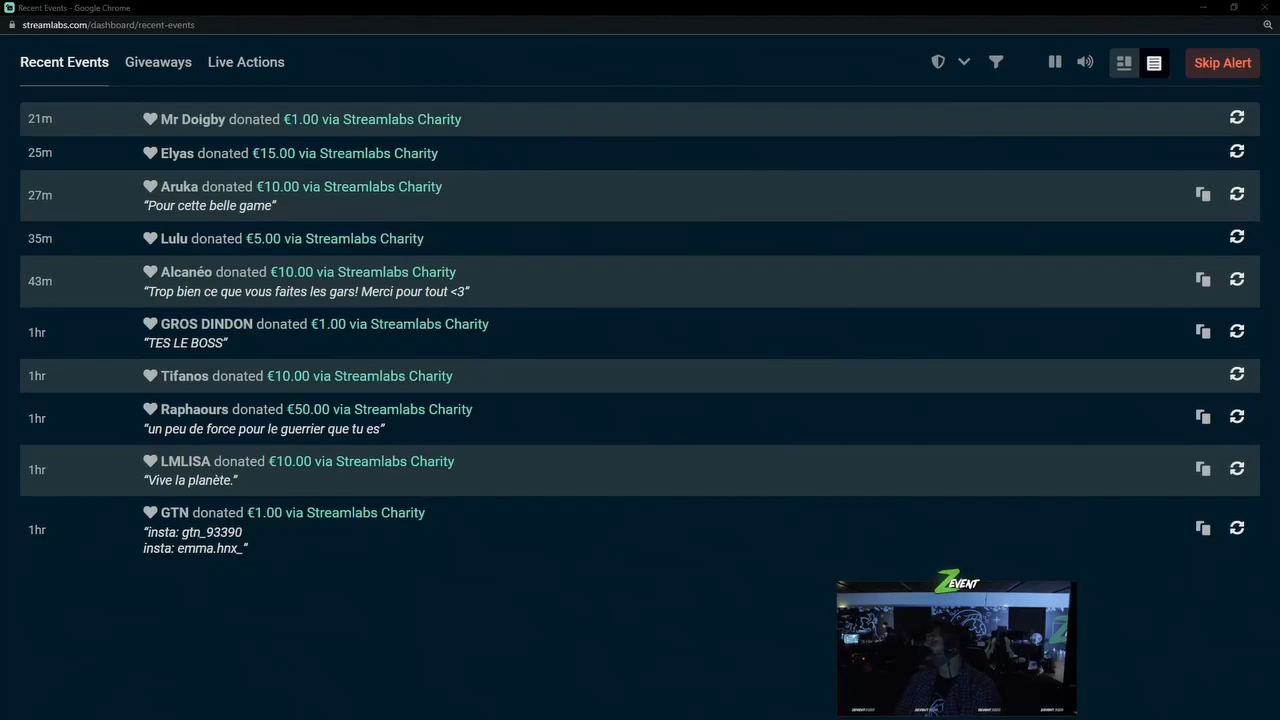 Recent Events - Google Chrome
streamlabs.com/dashboard/recent-events
Recent Events Giveaways Live Actions Skip Alert
21m Mr Doigby donated €1.00 via Streamlabs Charity
25m Elyas donated €15.00 via Streamlabs Charity
27m Aruka donated €10.00 via Streamlabs Charity
“Pour cette belle game”
35m Lulu donated €5.00 via Streamlabs Charity
43m Alcanéo donated €10.00 via Streamlabs Charity
“Trop bien ce que vous faites les gars! Merci pour tout <3”
1hr GROS DINDON donated €1.00 via Streamlabs Charity
“TES LE BOSS”
1hr Tifanos donated €10.00 via Streamlabs Charity
1hr Raphaours donated €50.00 via Streamlabs Charity
“un peu de force pour le guerrier que tu es”
1hr LMLISA donated €10.00 via Streamlabs Charity
“Vive la planète.”
1hr GTN donated €1.00 via Streamlabs Charity
“insta: gtn_93390
insta: emma.hnx_”
ZEVENT